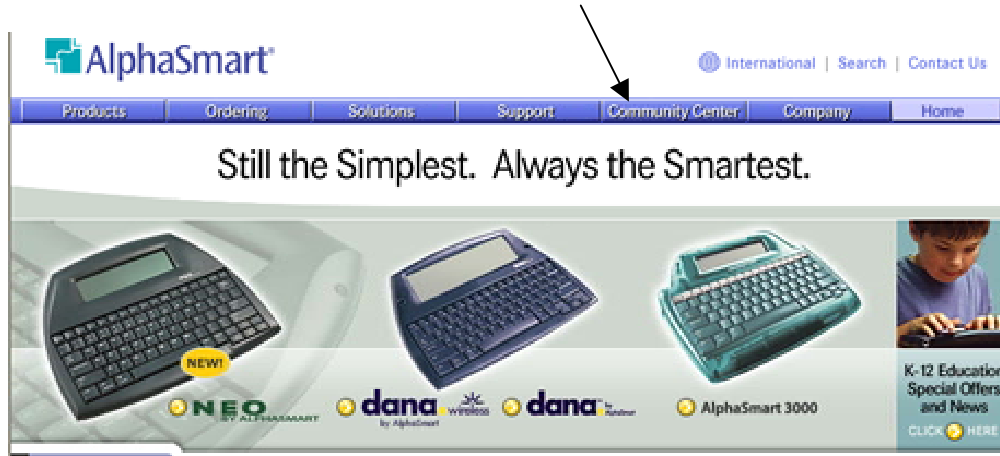 AlphaSmart®
International | Search | Contact Us
Products Ordering Solutions Support Community Center Company Home
Still the Simplest. Always the Smartest.
NEW!
NEO
BY ALPHASMART
dana wireless
by AlphaSmart
dana
AlphaSmart 3000
K-12 Education
Special Offers
and News
CLICK HERE